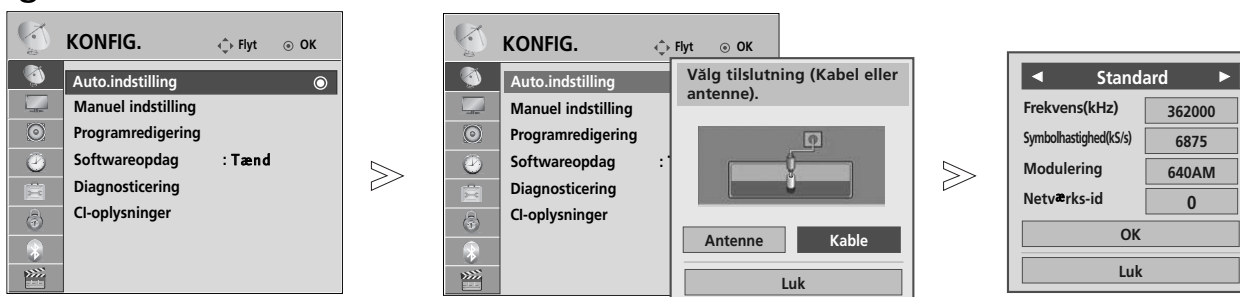 KONFIG. Flyt OK
Auto.indstilling
Manuel indstilling
Programredigering
Softwareopdag : Tænd
Diagnosticering
CI-oplysninger
KONFIG. Flyt OK
Auto.indstilling
Manuel indstilling
Programredigering
Softwareopdag :
Diagnosticering
CI-oplysninger
Välg tilslutning (Kabel eller
antenne).
Antenne Kable
Luk
◄ Standard ►
Frekvens(kHz) 362000
Symbolhastighed(kS/s) 6875
Modulering 640AM
Netværks-id 0
OK
Luk